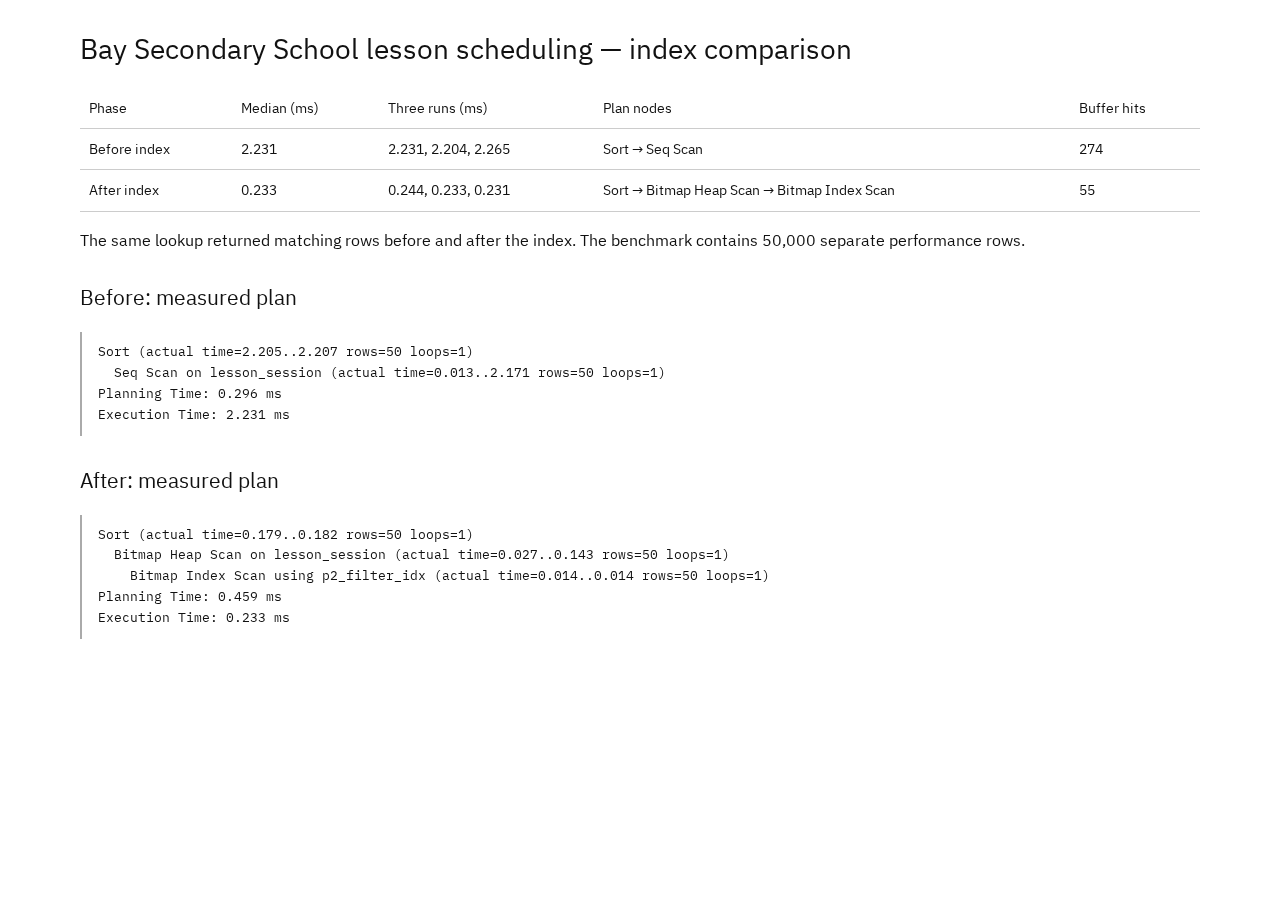 Bay Secondary School lesson scheduling — index comparison
Phase Median (ms) Three runs (ms) Plan nodes Buffer hits
Before index 2.231 2.231, 2.204, 2.265 Sort → Seq Scan 274
After index 0.233 0.244, 0.233, 0.231 Sort → Bitmap Heap Scan → Bitmap Index Scan 55
The same lookup returned matching rows before and after the index. The benchmark contains 50,000 separate performance rows.
Before: measured plan
Sort (actual time=2.205..2.207 rows=50 loops=1)
  Seq Scan on lesson_session (actual time=0.013..2.171 rows=50 loops=1)
Planning Time: 0.296 ms
Execution Time: 2.231 ms
After: measured plan
Sort (actual time=0.179..0.182 rows=50 loops=1)
  Bitmap Heap Scan on lesson_session (actual time=0.027..0.143 rows=50 loops=1)
    Bitmap Index Scan using p2_filter_idx (actual time=0.014..0.014 rows=50 loops=1)
Planning Time: 0.459 ms
Execution Time: 0.233 ms